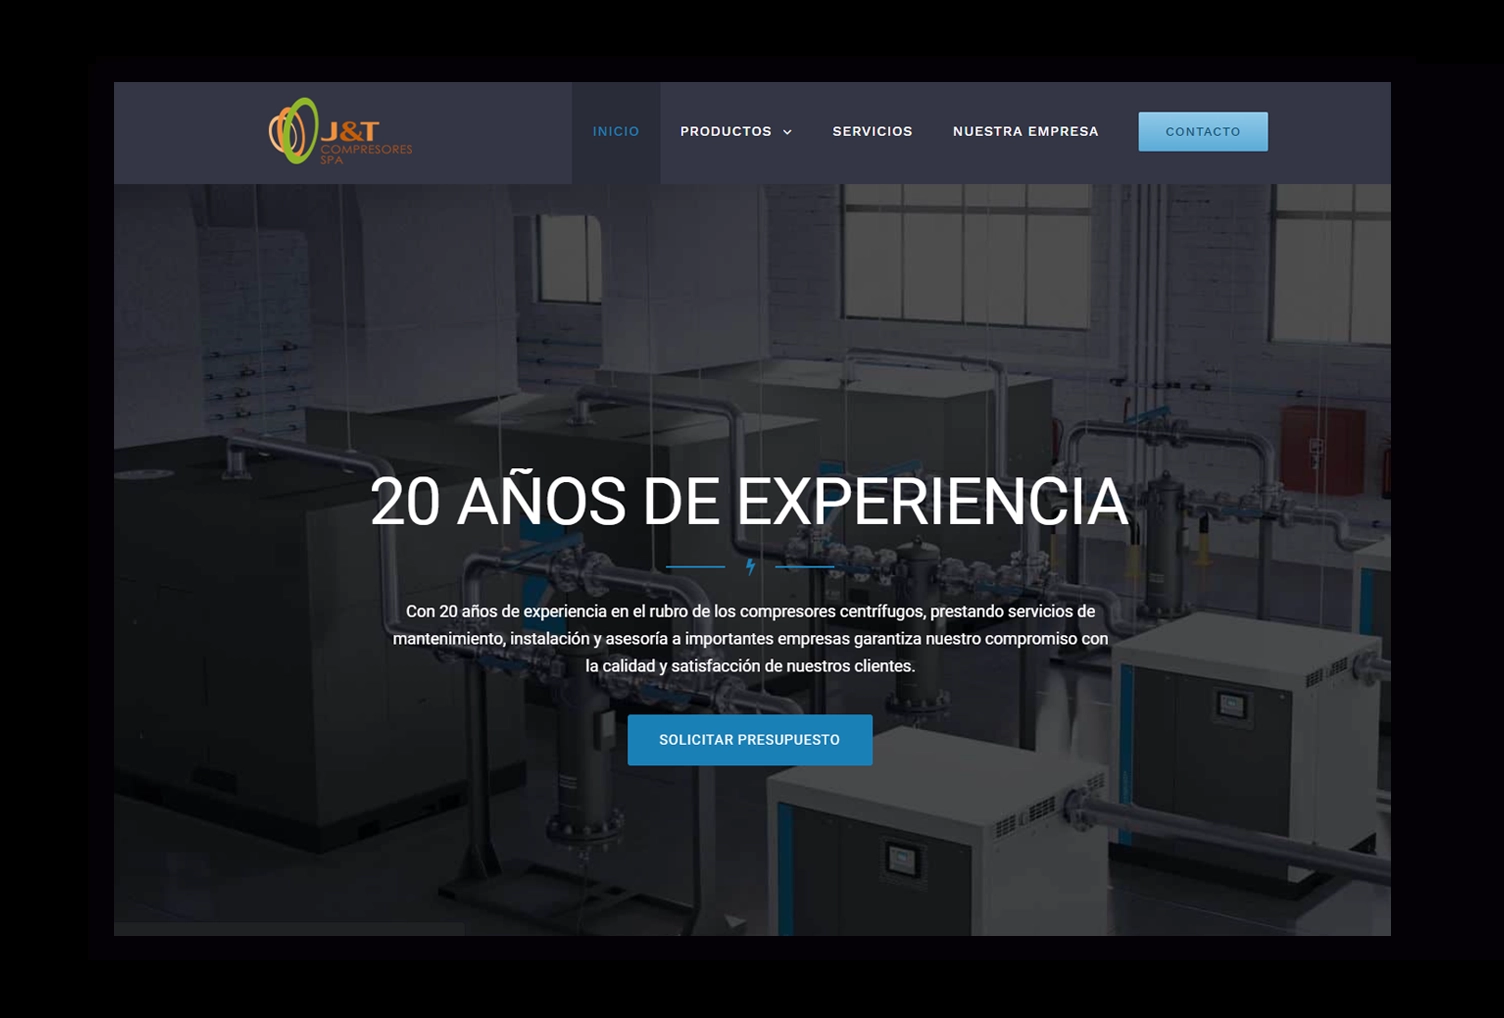 J&T
COMPRESORES
SPA
INICIO
PRODUCTOS
SERVICIOS
NUESTRA EMPRESA
CONTACTO
20 AÑOS DE EXPERIENCIA
Con 20 años de experiencia en el rubro de los compresores centrífugos, prestando servicios de
mantenimiento, instalación y asesoría a importantes empresas garantiza nuestro compromiso con
la calidad y satisfacción de nuestros clientes.
SOLICITAR PRESUPUESTO